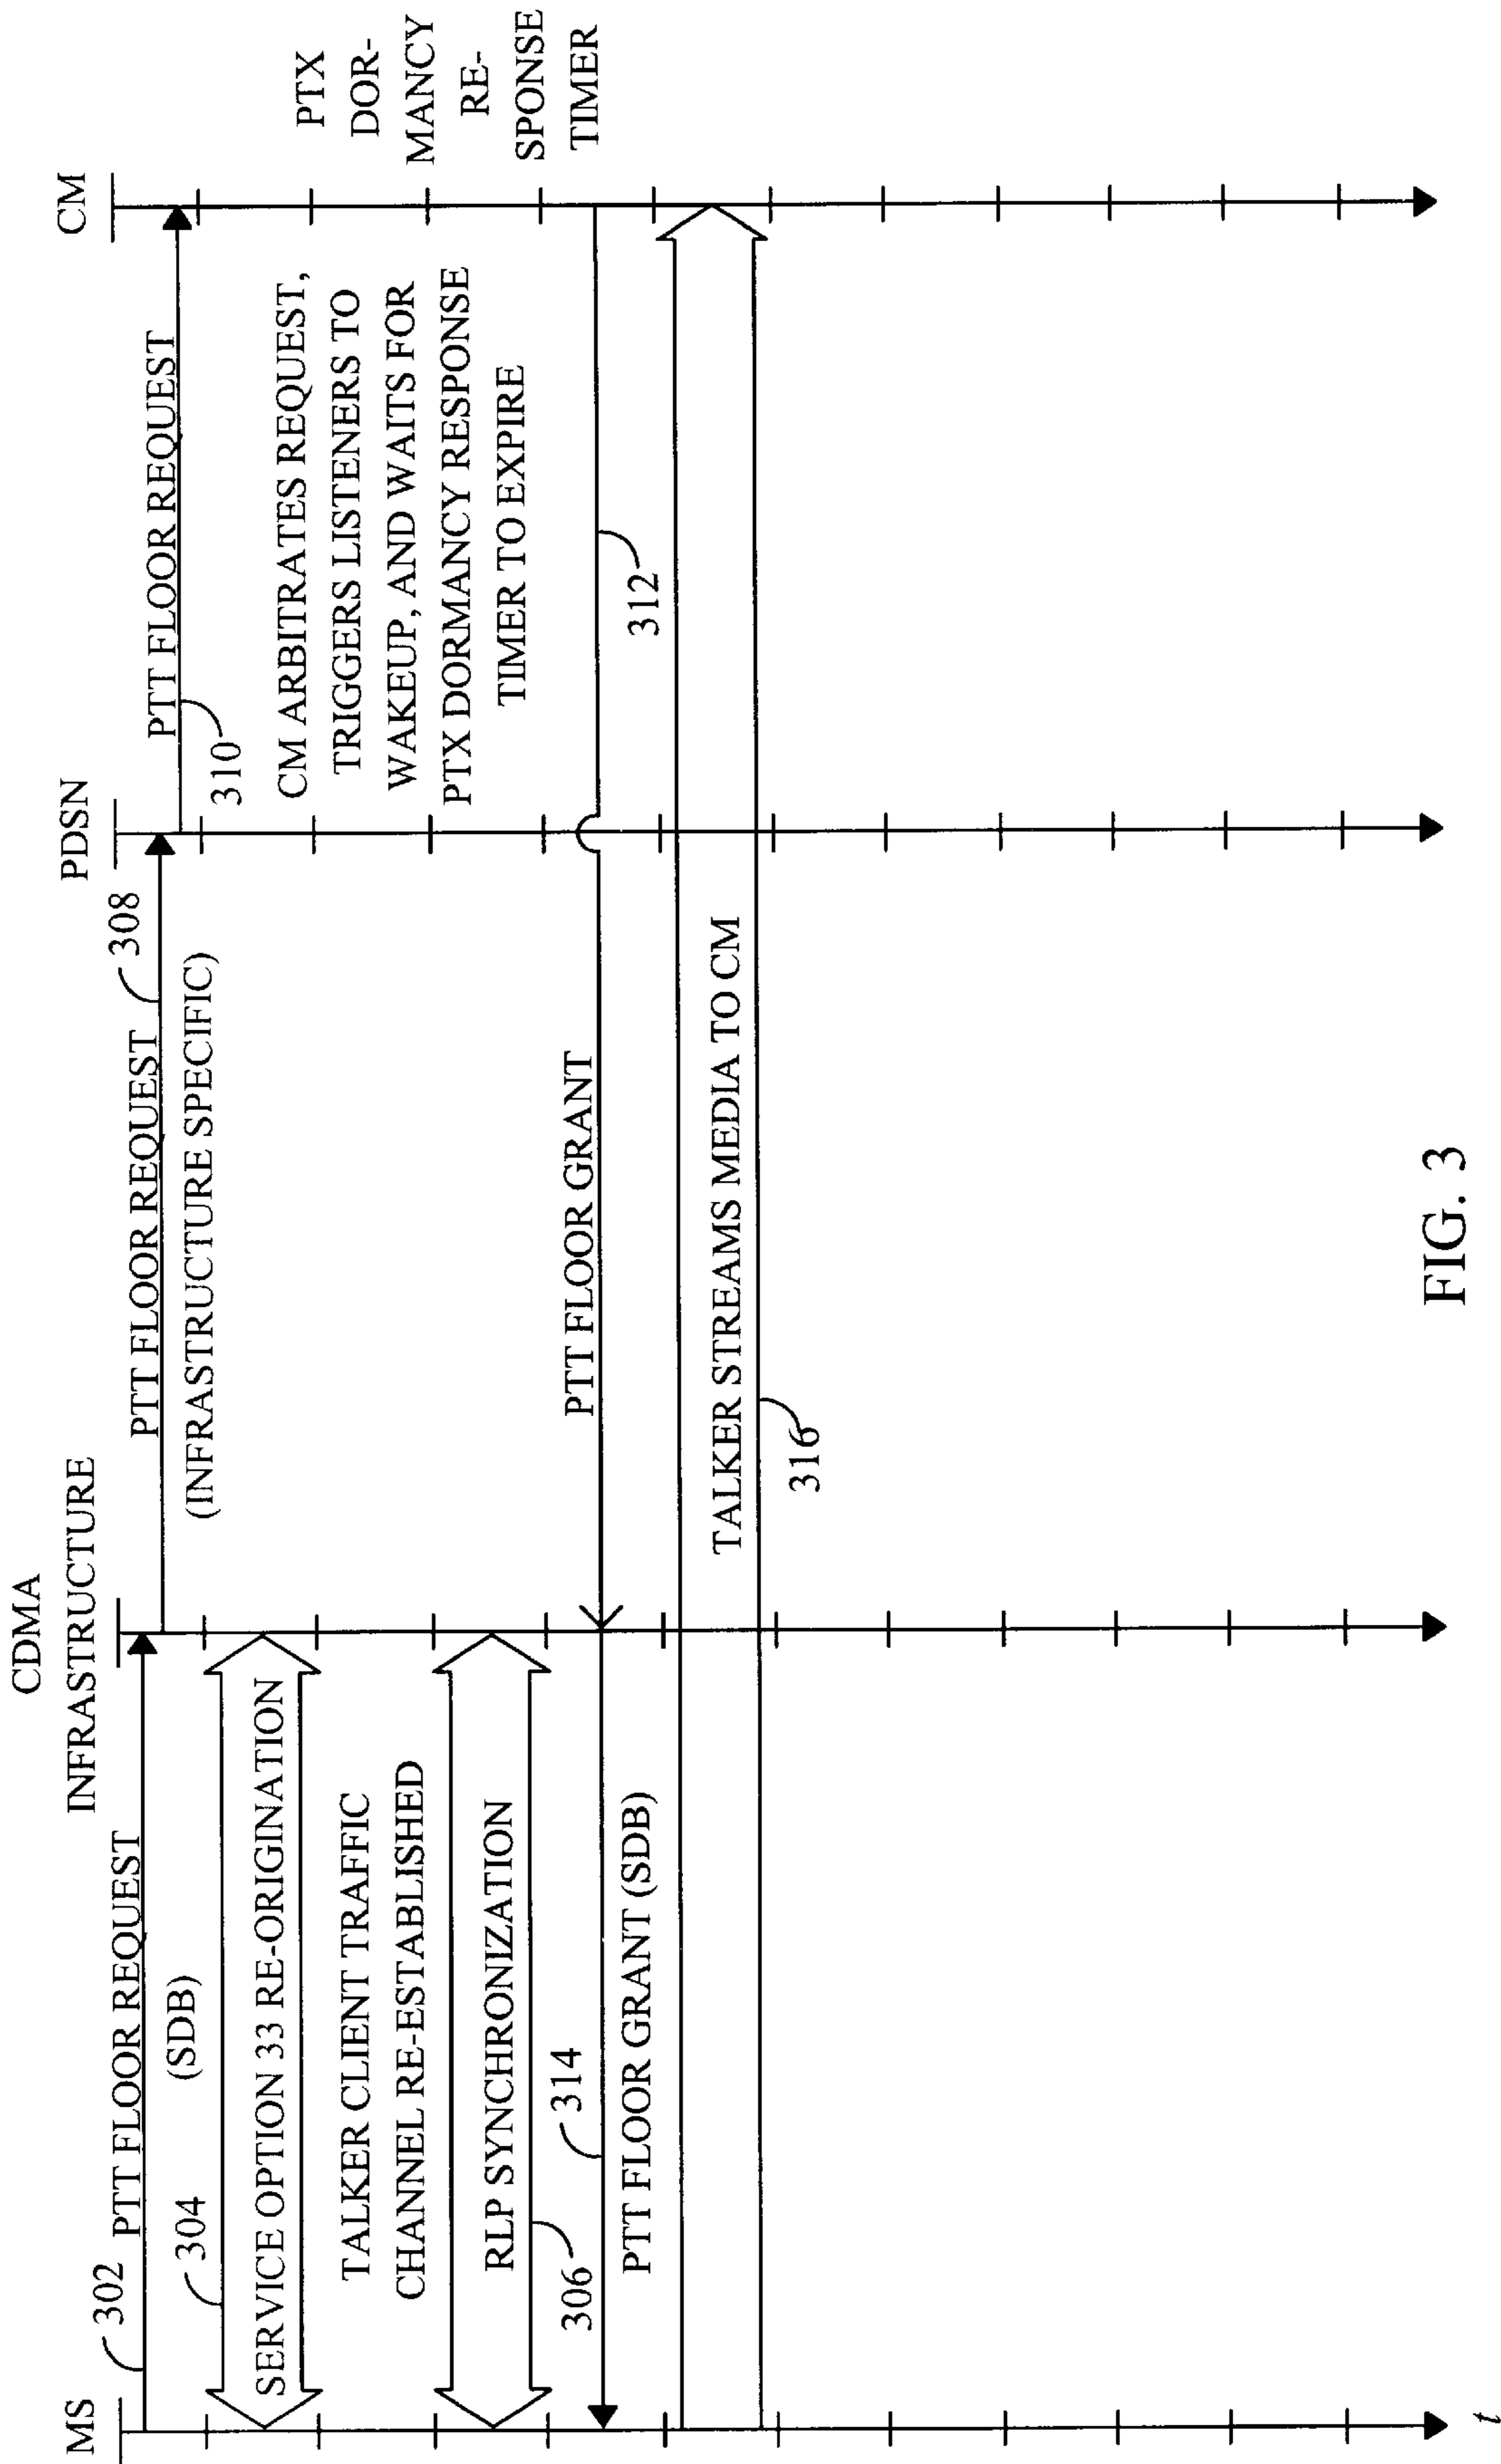 MS
CDMA
INFRASTRUCTURE
PDSN
CM
302
PTT FLOOR REQUEST
(SDB)
308
PTT FLOOR REQUEST
(INFRASTRUCTURE SPECIFIC)
PTT FLOOR REQUEST
310
304
SERVICE OPTION 33 RE-ORIGINATION
TALKER CLIENT TRAFFIC
CHANNEL RE-ESTABLISHED
RLP SYNCHRONIZATION
306
CM ARBITRATES REQUEST,
TRIGGERS LISTENERS TO
WAKEUP, AND WAITS FOR
PTX DORMANCY RESPONSE
TIMER TO EXPIRE
PTX
DOR-
MANCY
RE-
SPONSE
TIMER
312
PTT FLOOR GRANT
314
PTT FLOOR GRANT (SDB)
TALKER STREAMS MEDIA TO CM
316
t
FIG. 3